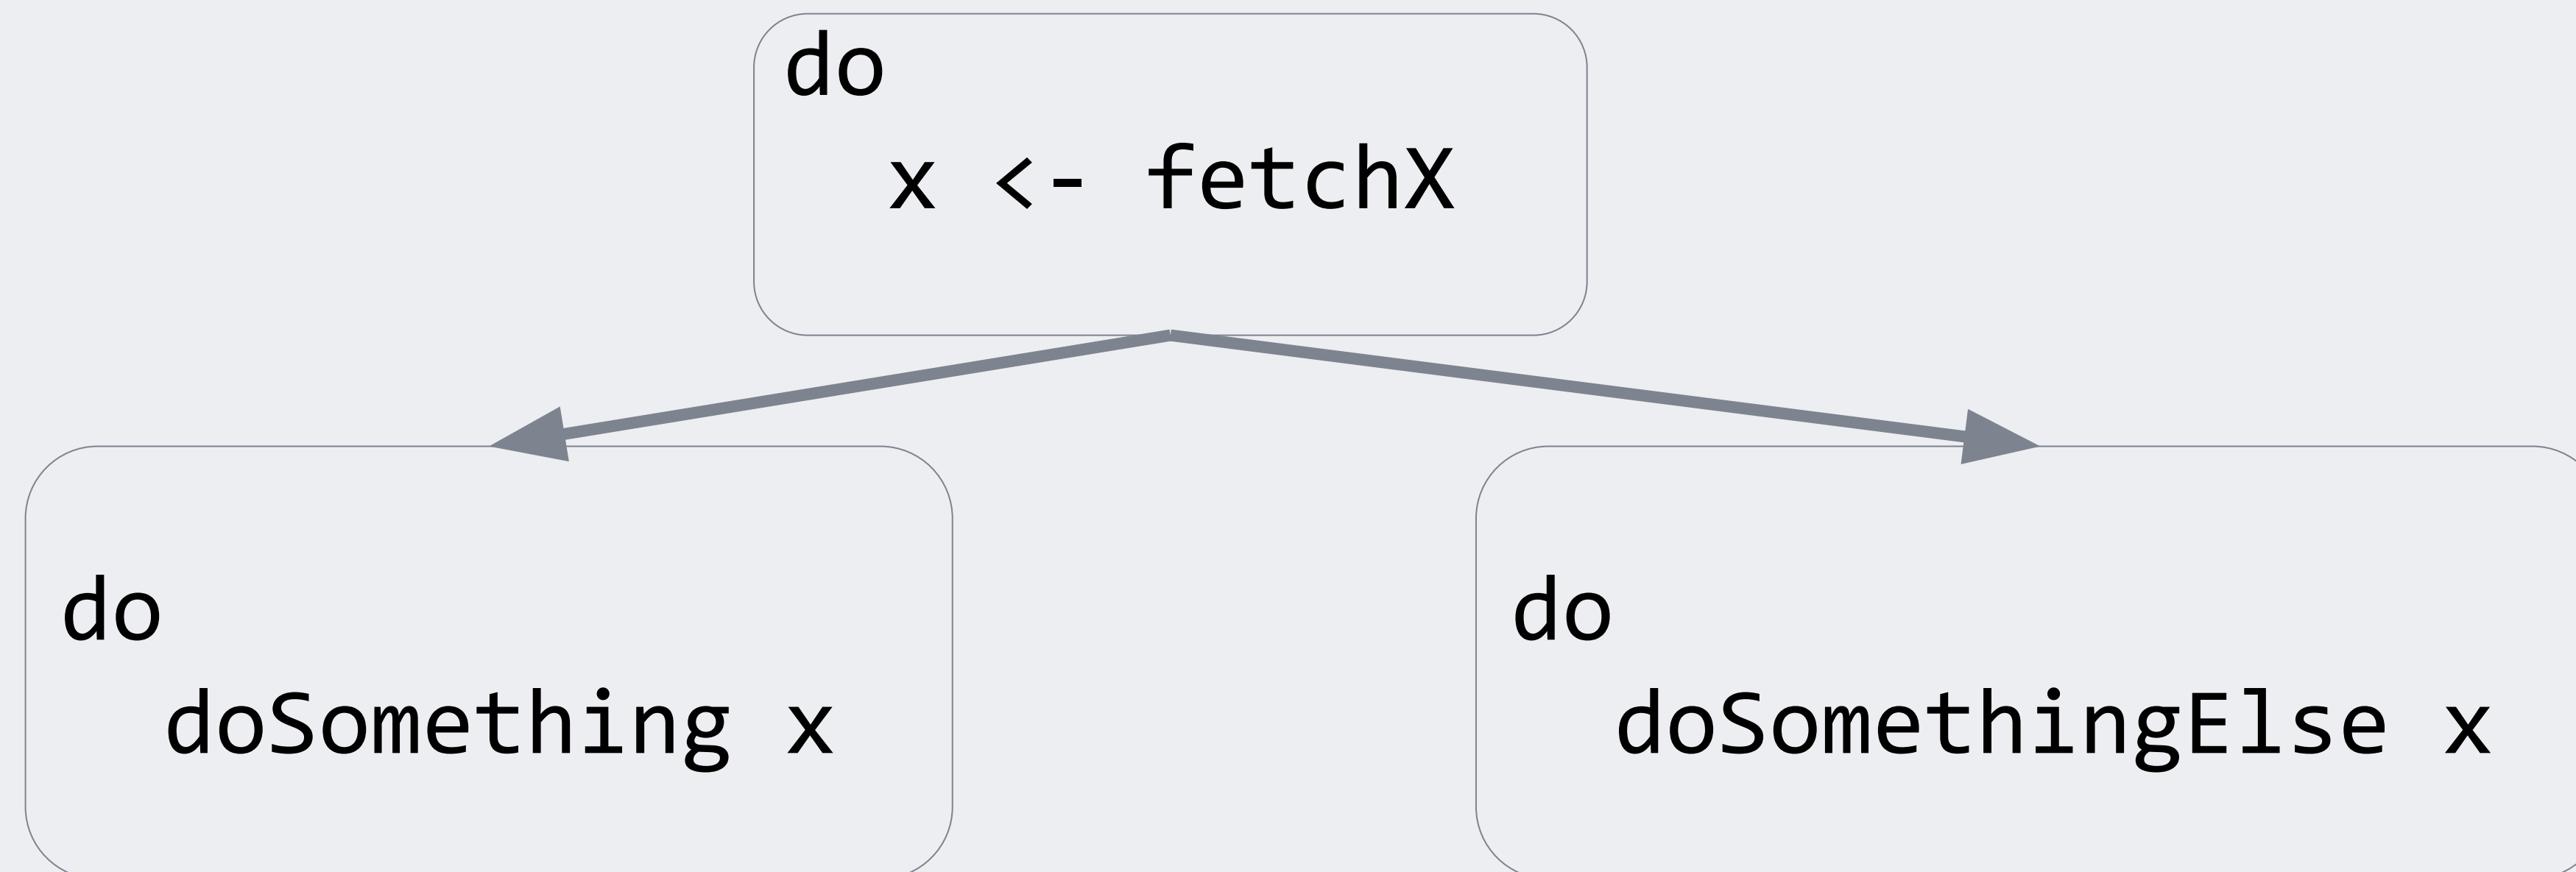 do
  x <- fetchX
do
  doSomething x
do
  doSomethingElse x